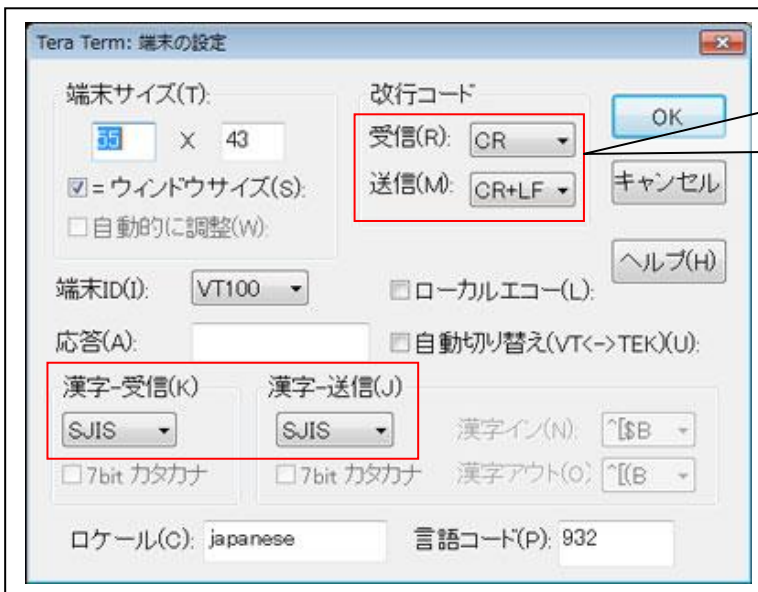 Tera Term: 端末の設定
端末サイズ(T):
55 X 43
= ウィンドウサイズ(S):
自動的に調整(W):
改行コード
受信(R): CR
送信(M): CR+LF
OK
キャンセル
ヘルプ(H)
端末ID(I): VT100
ローカルエコー(L):
応答(A):
自動切り替え(VT<->TEK)(U):
漢字-受信(K)
SJIS
7bit カタカナ
漢字-送信(J)
SJIS
7bit カタカナ
漢字イン(N): ^[$B
漢字アウト(O) ^[(B
ロケール(C): japanese
言語コード(P): 932